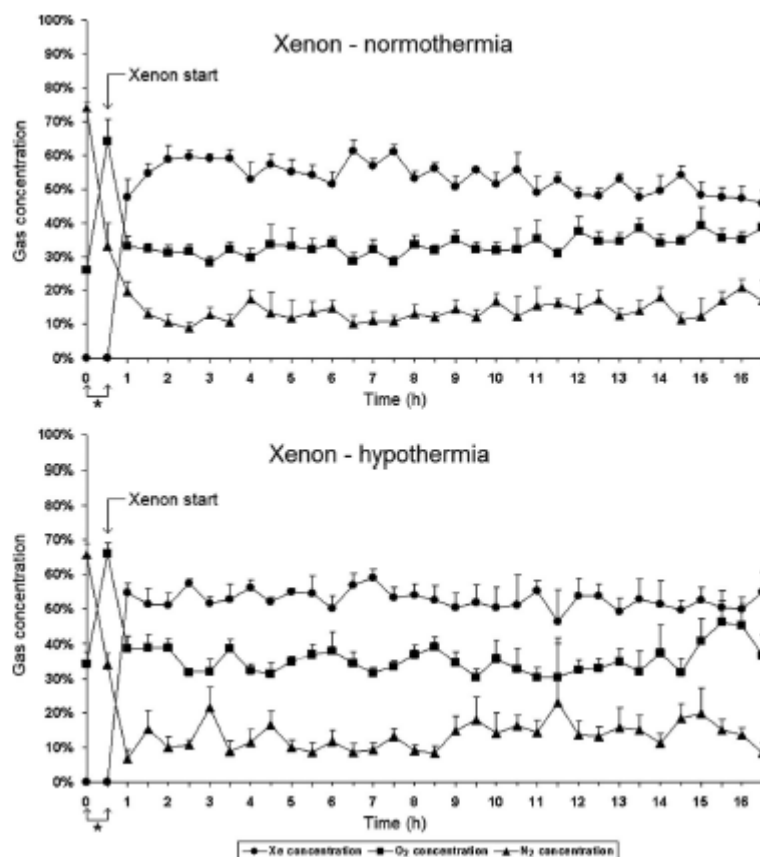 Xenon - normothermia
100%
90%
80%
Xenon start
70%
60%
50%
40%
30%
20%
10%
0%
Gas concentration
0 1 2 3 4 5 6 7 8 9 10 11 12 13 14 15 16
*
Time (h)
Xenon - hypothermia
100%
90%
80%
Xenon start
70%
60%
50%
40%
30%
20%
10%
0%
Gas concentration
0 1 2 3 4 5 6 7 8 9 10 11 12 13 14 15 16
*
Time (h)
Xe concentration O₂ concentration N₂ concentration